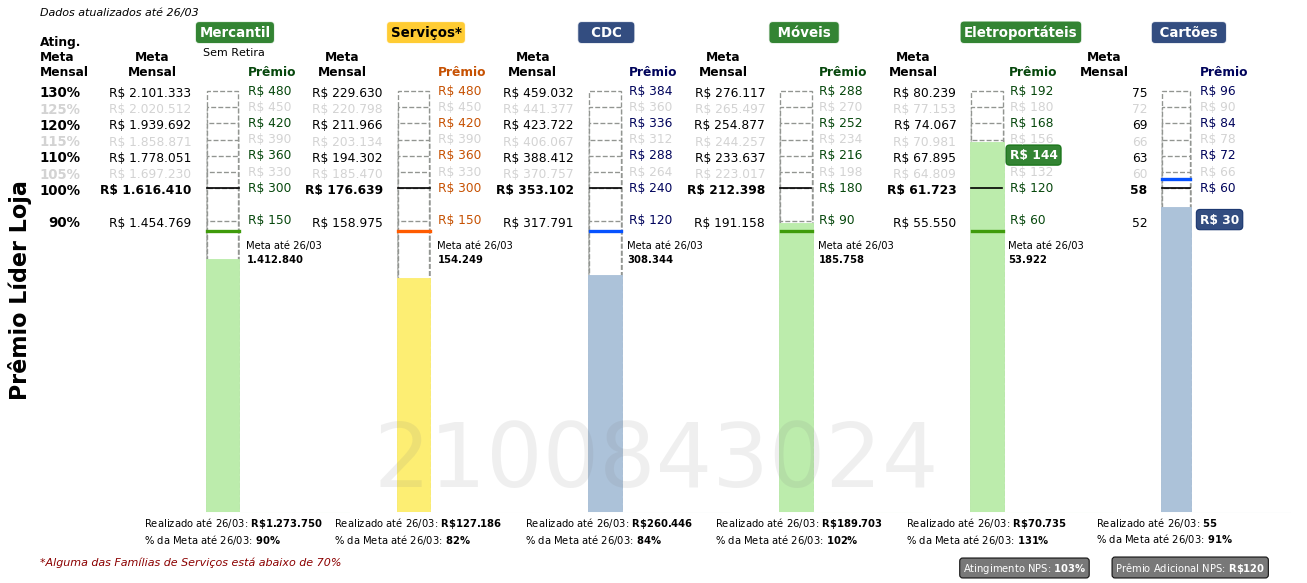 Dados atualizados até 26/03
Mercantil Serviços* CDC Móveis Eletroportáteis Cartões
Sem Retira
Ating. Meta Mensal Meta Mensal Prêmio Meta Mensal Prêmio Meta Mensal Prêmio Meta Mensal Prêmio Meta Mensal Prêmio Meta Mensal Prêmio
130% R$ 2.101.333 R$ 480 R$ 229.630 R$ 480 R$ 459.032 R$ 384 R$ 276.117 R$ 288 R$ 80.239 R$ 192 75 R$ 96
125% R$ 2.020.512 R$ 450 R$ 220.798 R$ 450 R$ 441.377 R$ 360 R$ 265.497 R$ 270 R$ 77.153 R$ 180 72 R$ 90
120% R$ 1.939.692 R$ 420 R$ 211.966 R$ 420 R$ 423.722 R$ 336 R$ 254.877 R$ 252 R$ 74.067 R$ 168 69 R$ 84
115% R$ 1.858.871 R$ 390 R$ 203.134 R$ 390 R$ 406.067 R$ 312 R$ 244.257 R$ 234 R$ 70.981 R$ 156 66 R$ 78
110% R$ 1.778.051 R$ 360 R$ 194.302 R$ 360 R$ 388.412 R$ 288 R$ 233.637 R$ 216 R$ 67.895 R$ 144 63 R$ 72
105% R$ 1.697.230 R$ 330 R$ 185.470 R$ 330 R$ 370.757 R$ 264 R$ 223.017 R$ 198 R$ 64.809 R$ 132 60 R$ 66
100% R$ 1.616.410 R$ 300 R$ 176.639 R$ 300 R$ 353.102 R$ 240 R$ 212.398 R$ 180 R$ 61.723 R$ 120 58 R$ 60
90% R$ 1.454.769 R$ 150 R$ 158.975 R$ 150 R$ 317.791 R$ 120 R$ 191.158 R$ 90 R$ 55.550 R$ 60 52 R$ 30
Meta até 26/03 Meta até 26/03 Meta até 26/03 Meta até 26/03 Meta até 26/03
1.412.840 154.249 308.344 185.758 53.922
Prêmio Líder Loja
2100843024
Realizado até 26/03: R$1.273.750 Realizado até 26/03: R$127.186 Realizado até 26/03: R$260.446 Realizado até 26/03: R$189.703 Realizado até 26/03: R$70.735 Realizado até 26/03: 55
% da Meta até 26/03: 90% % da Meta até 26/03: 82% % da Meta até 26/03: 84% % da Meta até 26/03: 102% % da Meta até 26/03: 131% % da Meta até 26/03: 91%
*Alguma das Famílias de Serviços está abaixo de 70% Atingimento NPS: 103% Prêmio Adicional NPS: R$120